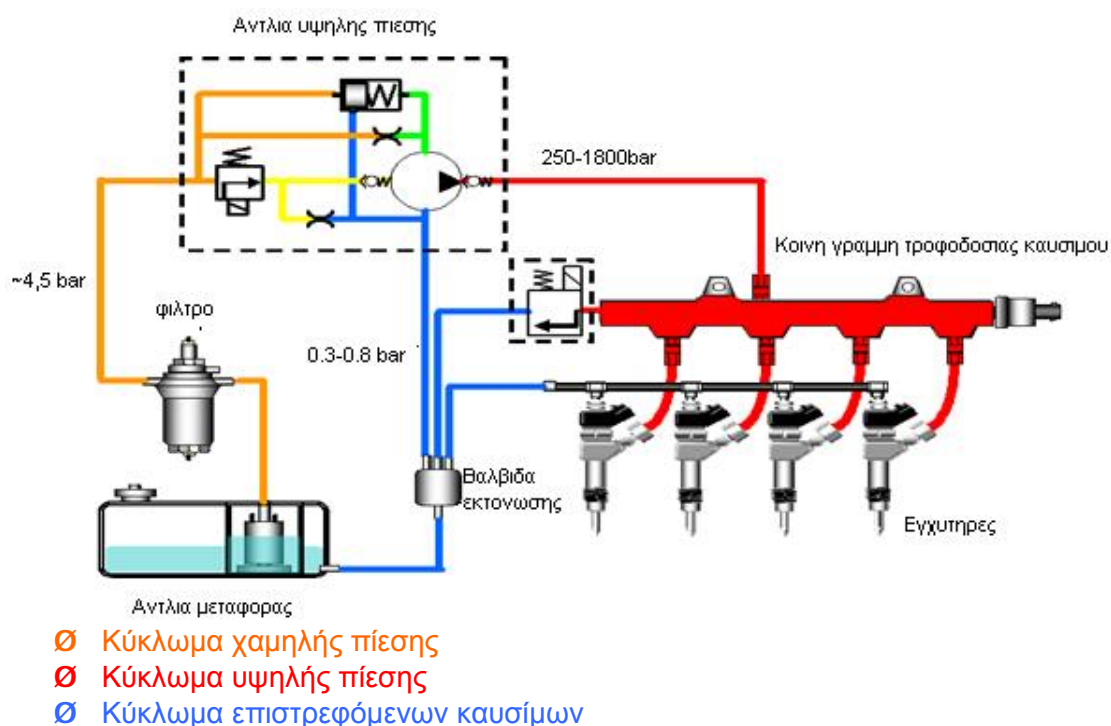 Αντλια υψηλης πιεσης
250-1800bar
Κοινη γραμμη τροφοδοσιας καυσιμου
~4,5 bar
φιλτρο
0.3-0.8 bar
Βαλβιδα
εκτονωσης
Εγχυτηρες
Αντλια μεταφορας
Ø Κύκλωμα χαμηλής πίεσης
Ø Κύκλωμα υψηλής πίεσης
Ø Κύκλωμα επιστρεφόμενων καυσίμων